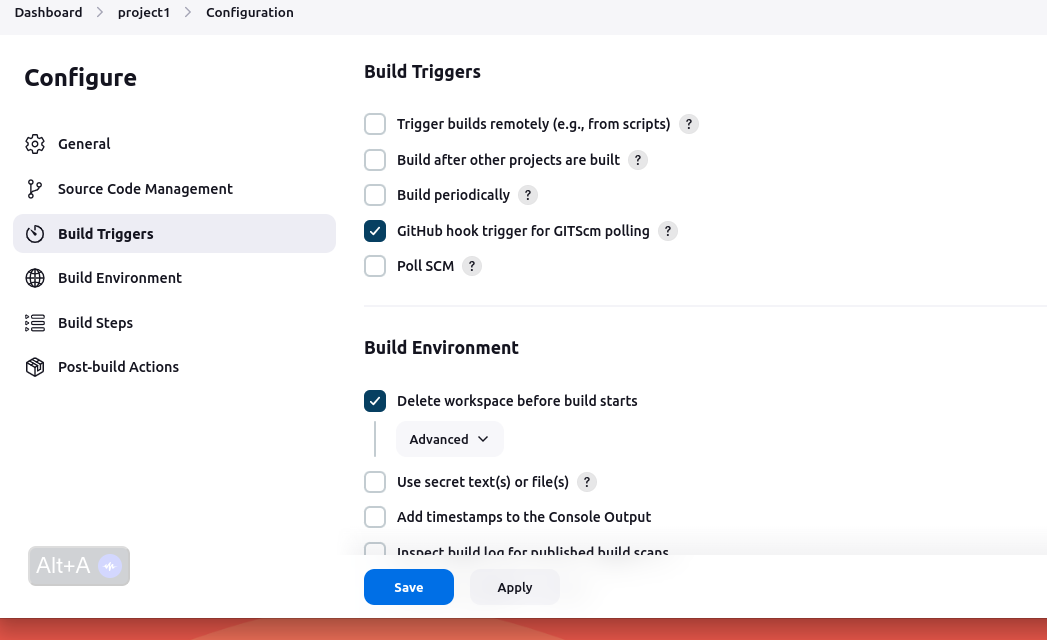 Dashboard > project1 > Configuration
Configure
General
Source Code Management
Build Triggers
Build Environment
Build Steps
Post-build Actions
Build Triggers
Trigger builds remotely (e.g., from scripts) ?
Build after other projects are built ?
Build periodically ?
GitHub hook trigger for GITScm polling ?
Poll SCM ?
Build Environment
Delete workspace before build starts
Advanced
Use secret text(s) or file(s) ?
Add timestamps to the Console Output
Inspect build log for published build scans
Save Apply
Alt+A